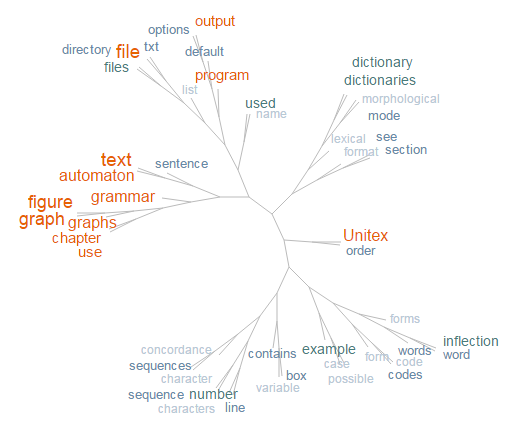 output
options
directory file txt default
files
program
list
used
name
dictionary
dictionaries
morphological
mode
lexical see
format section
text sentence
automaton
grammar
figure
graph graphs
chapter
use
Unitex
order
forms
concordance contains example inflection
sequences form words word
character box case code
variable possible codes
sequence number
characters line